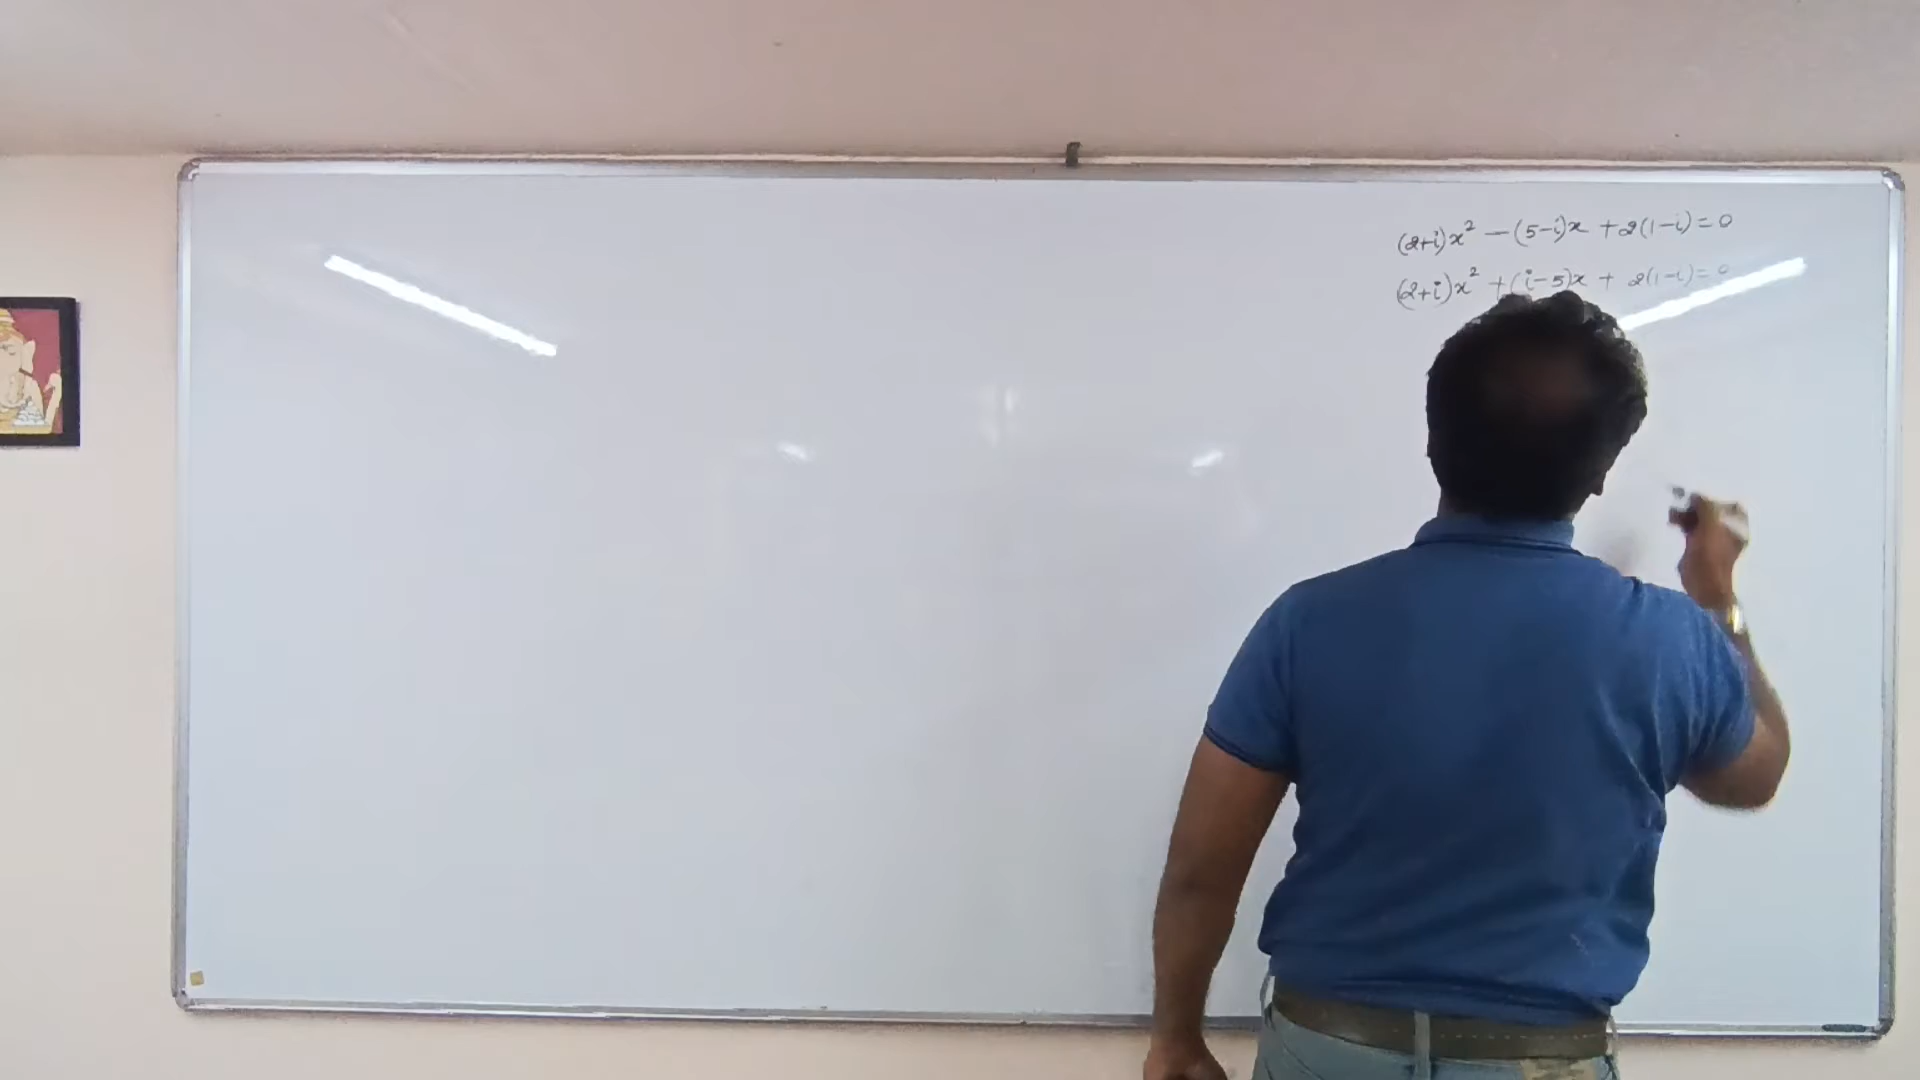 (2+i)x² - (5-i)x + 2(1-i) = 0
(2+i)x² + (i-5)x + 2(1-i) = 0